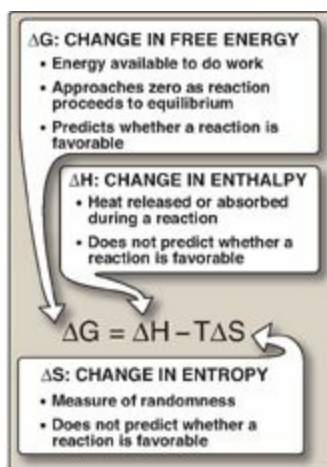 ΔG: CHANGE IN FREE ENERGY
• Energy available to do work
• Approaches zero as reaction
proceeds to equilibrium
• Predicts whether a reaction is
favorable
ΔH: CHANGE IN ENTHALPY
• Heat released or absorbed
during a reaction
• Does not predict whether a
reaction is favorable
ΔG = ΔH – TΔS
ΔS: CHANGE IN ENTROPY
• Measure of randomness
• Does not predict whether a
reaction is favorable